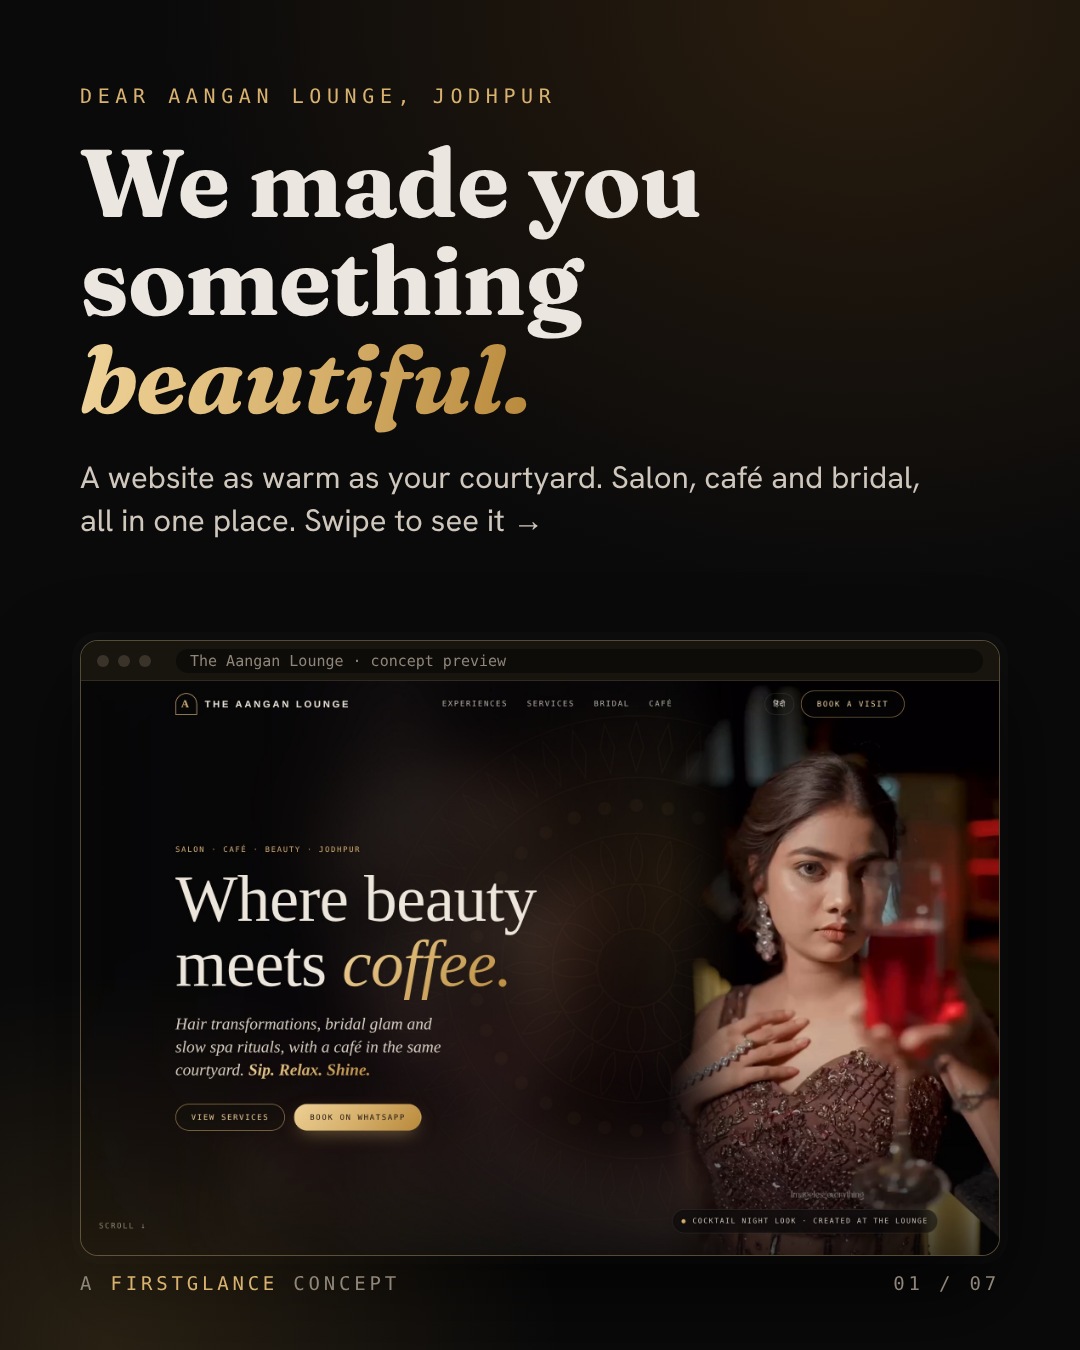 DEAR AANGAN LOUNGE, JODHPUR
We made you
something
beautiful.
A website as warm as your courtyard. Salon, café and bridal,
all in one place. Swipe to see it →
The Aangan Lounge · concept preview
A THE AANGAN LOUNGE
EXPERIENCES SERVICES BRIDAL CAFÉ
हिंदी
BOOK A VISIT
SALON · CAFÉ · BEAUTY · JODHPUR
Where beauty
meets coffee.
Hair transformations, bridal glam and
slow spa rituals, with a café in the same
courtyard. Sip. Relax. Shine.
VIEW SERVICES
BOOK ON WHATSAPP
COCKTAIL NIGHT LOOK · CREATED AT THE LOUNGE
SCROLL ↓
A FIRSTGLANCE CONCEPT
01 / 07